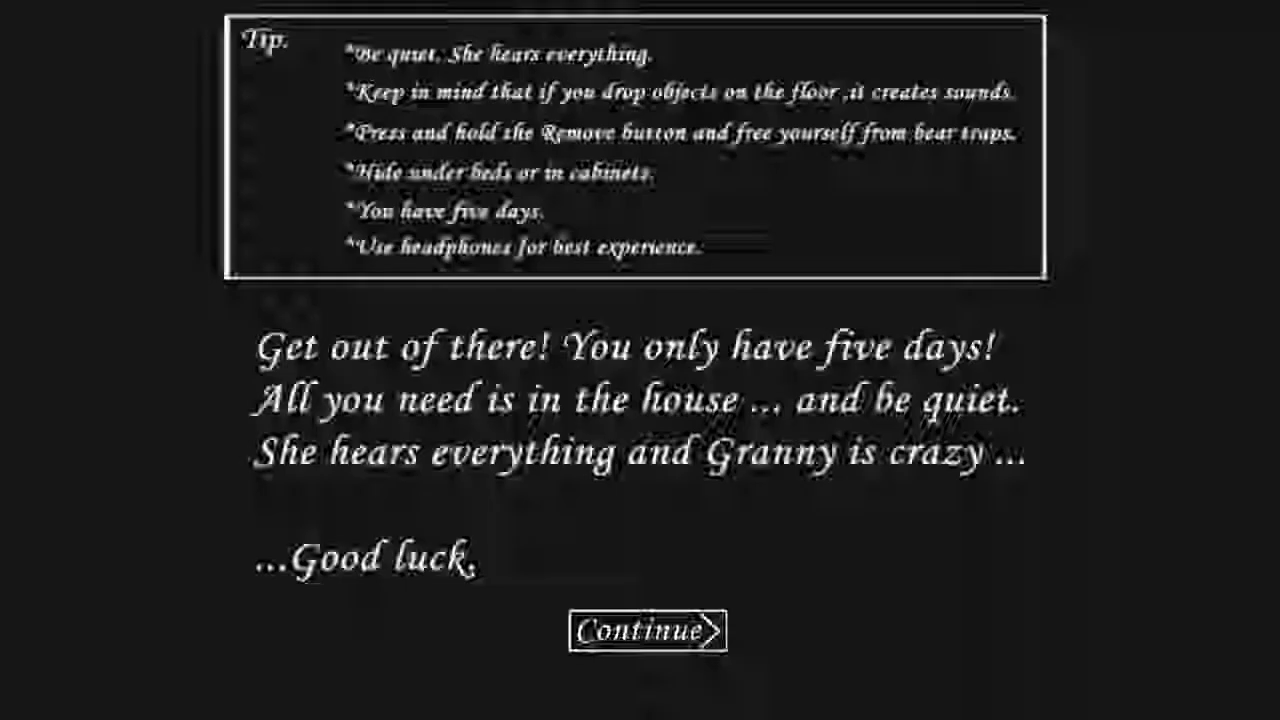 Tip.
*Be quiet. She hears everything.
*Keep in mind that if you drop objects on the floor ,it creates sounds.
*Press and hold the Remove button and free yourself from bear traps.
*Hide under beds or in cabinets.
*You have five days.
*Use headphones for best experience.
Get out of there! You only have five days!
All you need is in the house ... and be quiet.
She hears everything and Granny is crazy ...
...Good luck.
Continue>